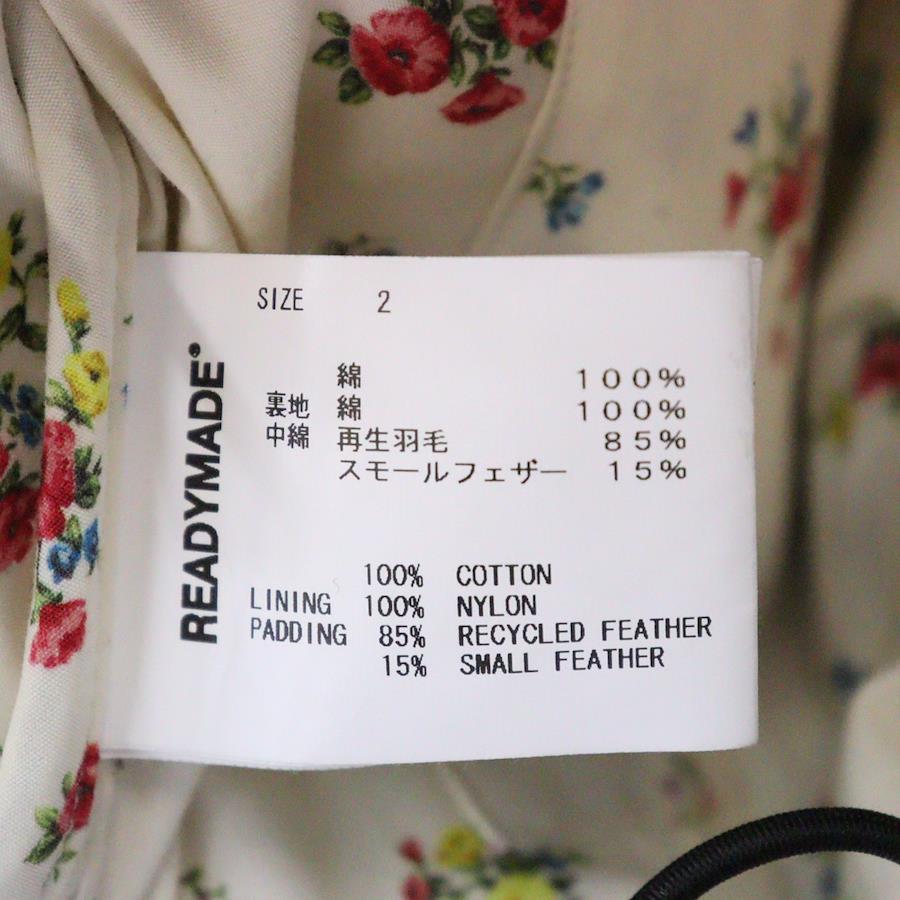 SIZE 2
READYMADE
綿 100%
裏地 綿 100%
中綿 再生羽毛 85%
スモールフェザー 15%
100% COTTON
LINING 100% NYLON
PADDING 85% RECYCLED FEATHER
15% SMALL FEATHER